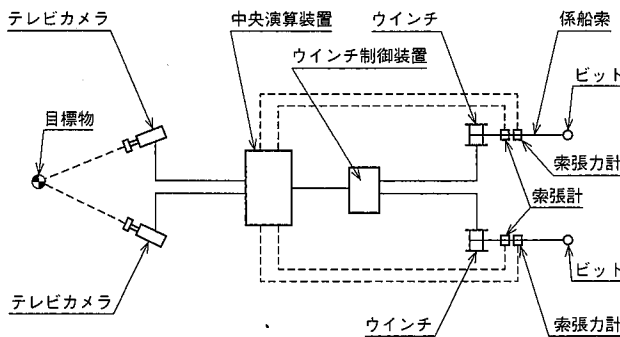 テレビカメラ
中央演算装置
ウインチ
係船索
ウインチ制御装置
ビット
目標物
索張力計
索張計
ビット
テレビカメラ
ウインチ
索張力計